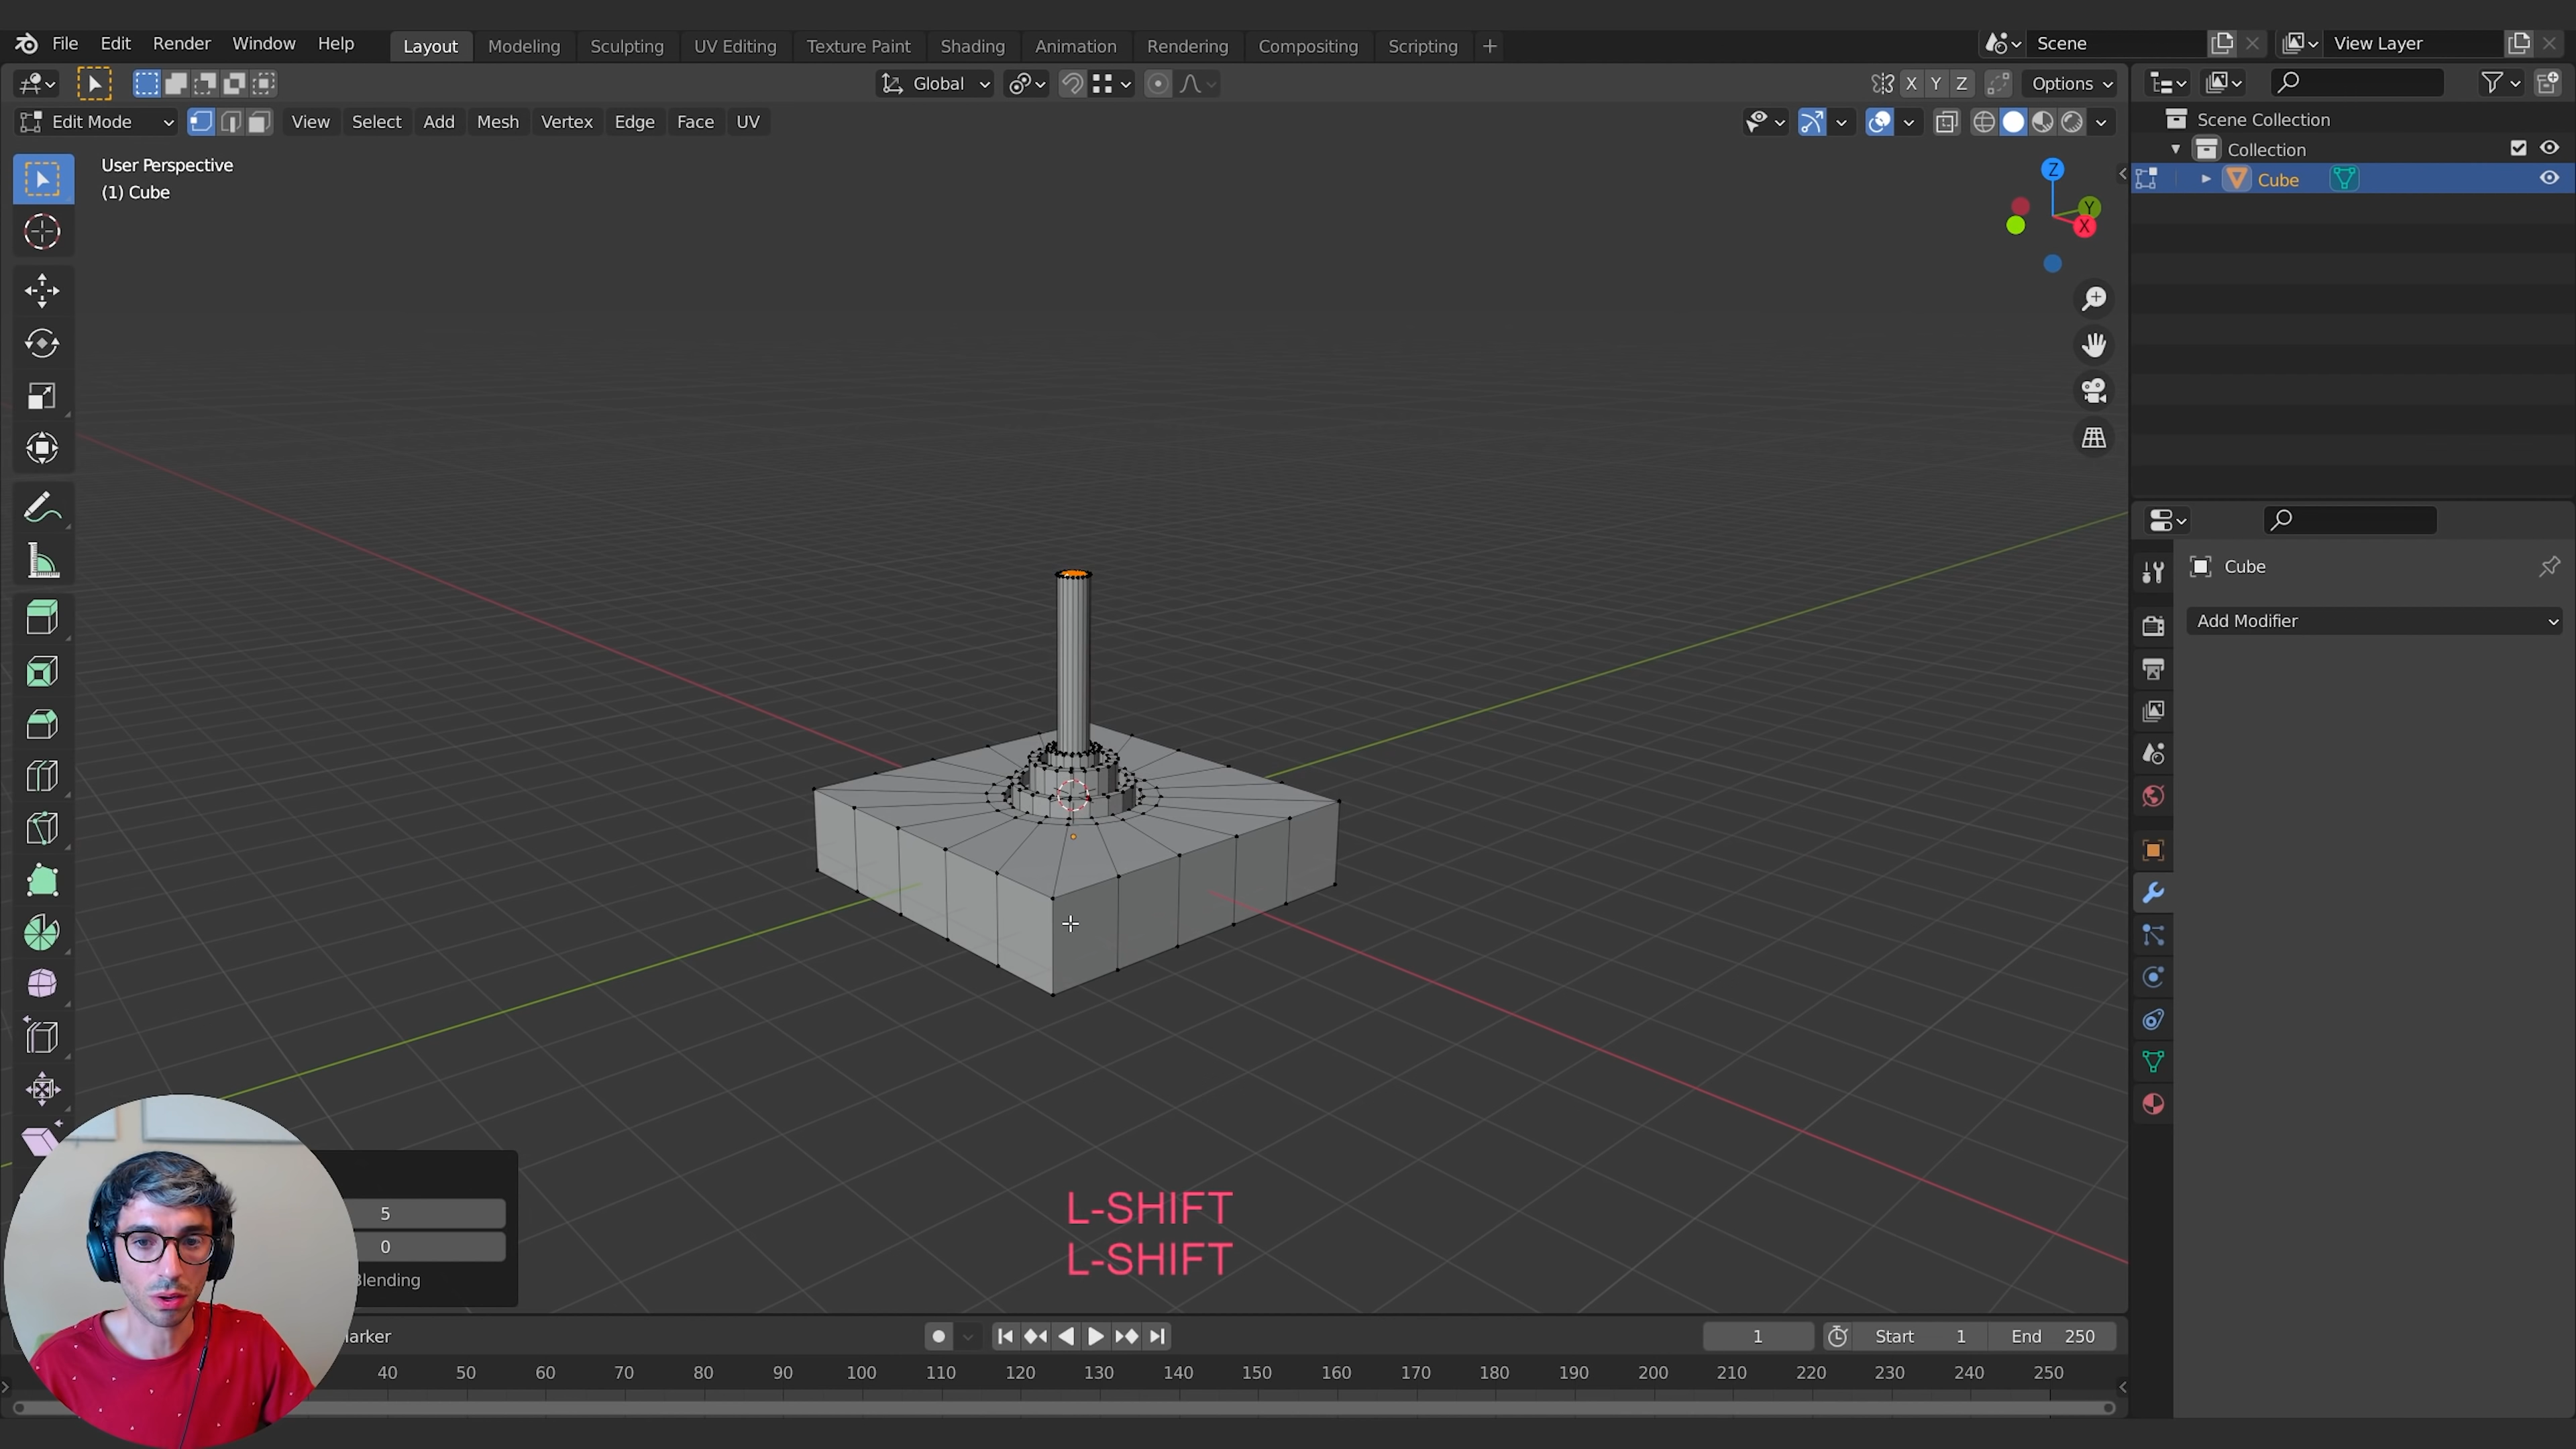 File Edit Render Window Help Layout Modeling Sculpting UV Editing Texture Paint Shading Animation Rendering Compositing Scripting + Scene View Layer
Global X Y Z Options
Edit Mode View Select Add Mesh Vertex Edge Face UV
User Perspective
(1) Cube
Z
Y
X
Scene Collection
Collection
Cube
Cube
Add Modifier
5
0
Blending
L-SHIFT
L-SHIFT
arker 1 Start 1 End 250
40 50 60 70 80 90 100 110 120 130 140 150 160 170 180 190 200 210 220 230 240 250